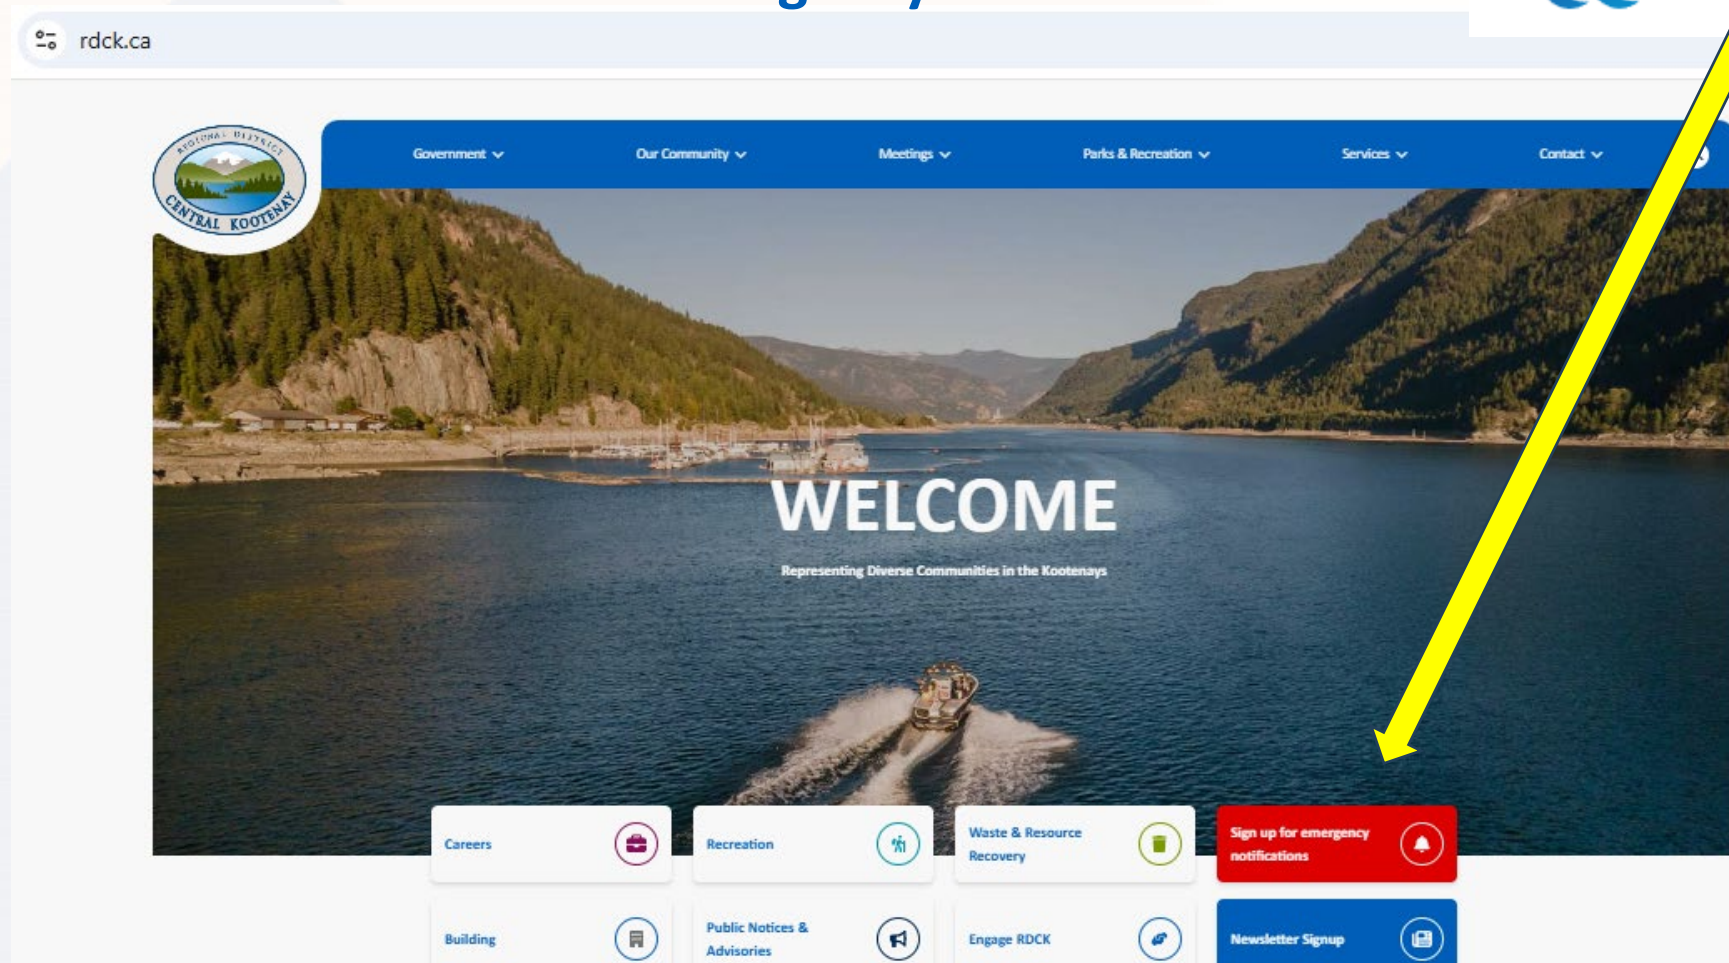 rdck.ca
REGIONAL DISTRICT
CENTRAL KOOTENAY
Government
Our Community
Meetings
Parks & Recreation
Services
Contact
WELCOME
Representing Diverse Communities in the Kootenays
Careers
Recreation
Waste & Resource
Recovery
Sign up for emergency
notifications
Building
Public Notices &
Advisories
Engage RDCK
Newsletter Signup